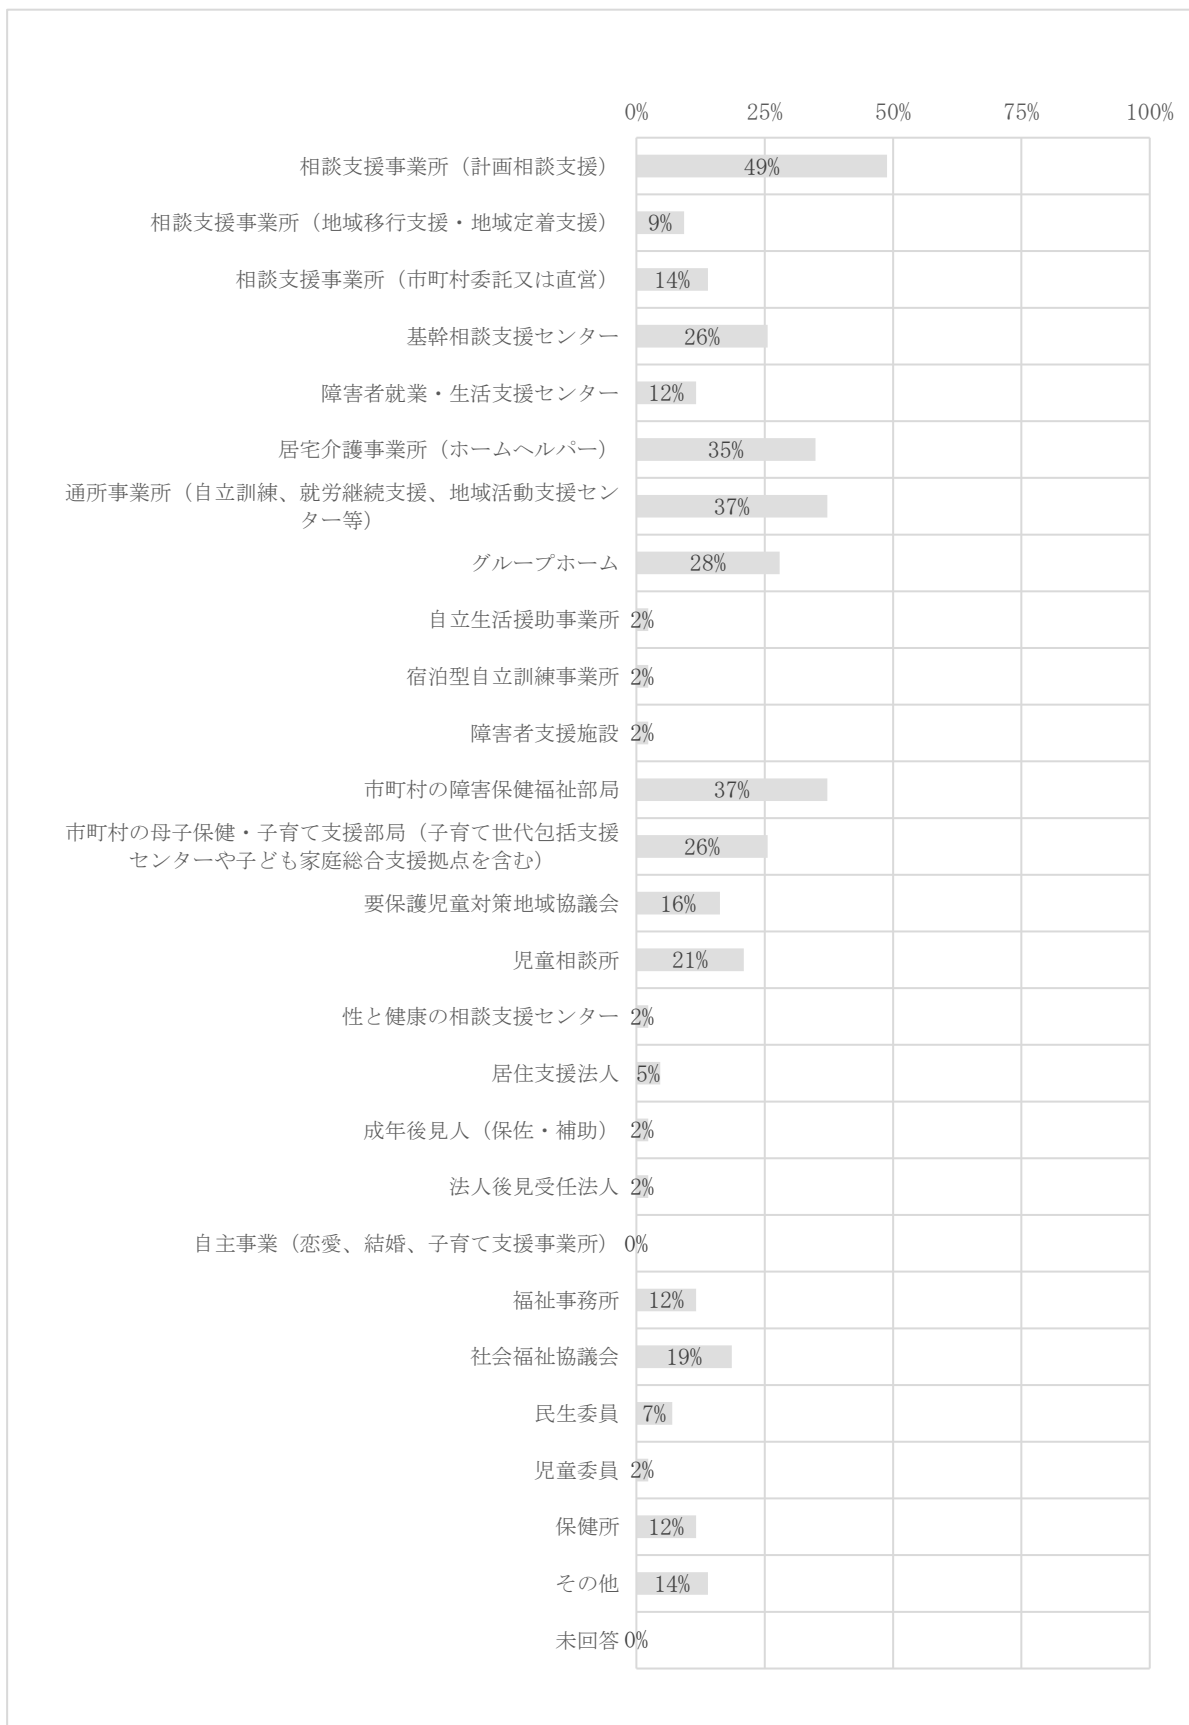 0% 25% 50% 75% 100%
相談支援事業所（計画相談支援） 49%
相談支援事業所（地域移行支援・地域定着支援） 9%
相談支援事業所（市町村委託又は直営） 14%
基幹相談支援センター 26%
障害者就業・生活支援センター 12%
居宅介護事業所（ホームヘルパー） 35%
通所事業所（自立訓練、就労継続支援、地域活動支援セン
ター等） 37%
グループホーム 28%
自立生活援助事業所 2%
宿泊型自立訓練事業所 2%
障害者支援施設 2%
市町村の障害保健福祉部局 37%
市町村の母子保健・子育て支援部局（子育て世代包括支援
センターや子ども家庭総合支援拠点を含む） 26%
要保護児童対策地域協議会 16%
児童相談所 21%
性と健康の相談支援センター 2%
居住支援法人 5%
成年後見人（保佐・補助） 2%
法人後見受任法人 2%
自主事業（恋愛、結婚、子育て支援事業所） 0%
福祉事務所 12%
社会福祉協議会 19%
民生委員 7%
児童委員 2%
保健所 12%
その他 14%
未回答 0%